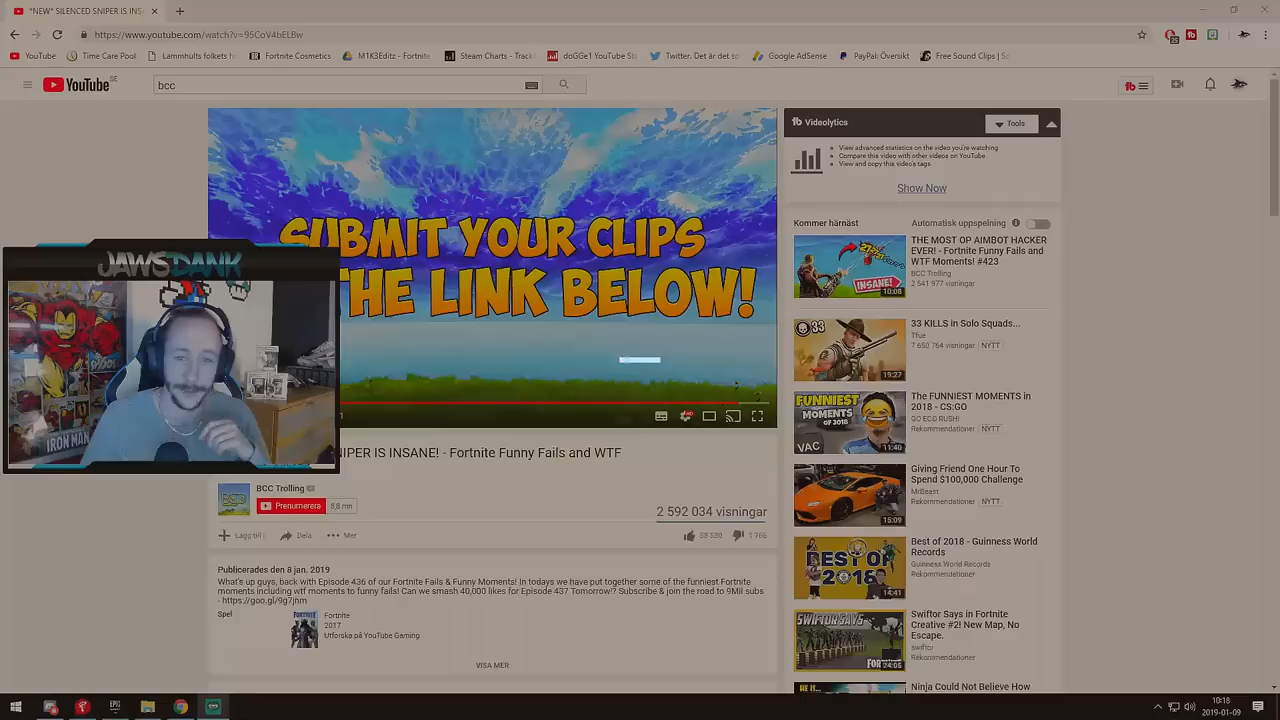 *NEW* SILENCED SNIPER IS INS
https://www.youtube.com/watch?v=95CoV4bELBw
YouTube
Time Care Pool
Lammhults folkets h
Fortnite Cosmetics
M1K3Editz - Fortnite
Steam Charts - Track
doGGe1 YouTube Sta
Twitter. Det är det so
Google AdSense
PayPal: Översikt
Free Sound Clips | So
YouTube SE
bcc
SUBMIT YOUR CLIPS
THE LINK BELOW!
JAWSDANK
IRON MAN
NIPER IS INSANE! - Fortnite Funny Fails and WTF
BCC Trolling
Prenumerera 8,8 mn
2 592 034 visningar
Lägg till i
Dela
Mer
1 766
Publicerades den 8 jan. 2019
What's up guys, back with Episode 436 of our Fortnite Fails & Funny Moments! In todays we have put together some of the funniest Fortnite
moments including wtf moments to funny fails! Can we smash 40,000 likes for Episode 437 Tomorrow!? Subscribe & join the road to 9Mil subs
- https://goo.gl/9g7jnm
Spel
Fortnite
2017
Utforska på YouTube Gaming
VISA MER
Videolytics
Tools
View advanced statistics on the video you're watching
Compare this video with other videos on YouTube
View and copy this video's tags
Show Now
Kommer härnäst
Automatisk uppspelning
INSANE!
10:08
THE MOST OP AIMBOT HACKER
EVER! - Fortnite Funny Fails and
WTF Moments! #423
BCC Trolling
2 541 977 visningar
33
19:27
33 KILLS in Solo Squads...
Tfue
7 650 764 visningar NYTT
FUNNIEST
MOMENTS
OF 2018
VAC
11:40
The FUNNIEST MOMENTS in
2018 - CS:GO
GO ECO RUSH!
Rekommendationer NYTT
15:09
Giving Friend One Hour To
Spend $100,000 Challenge
MrBeast
Rekommendationer NYTT
BEST OF
2018
14:41
Best of 2018 - Guinness World
Records
Guinness World Records
Rekommendationer
SWIFTOR SAYS
24:05
Swiftor Says in Fortnite
Creative #2! New Map, No
Escape.
swiftor
Rekommendationer
HE IS...
Ninja Could Not Believe How
10:18
2019-01-09